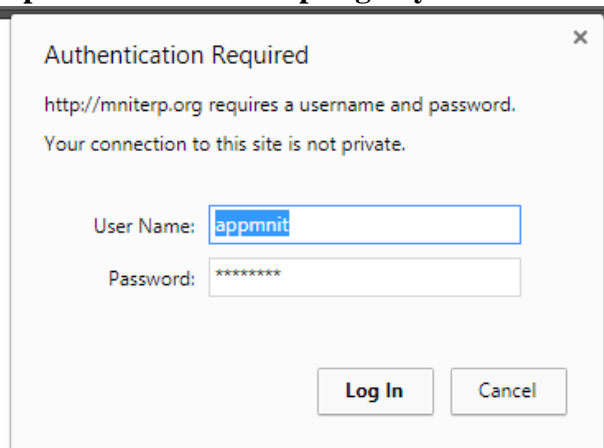 Authentication Required
×
http://mniterp.org requires a username and password.
Your connection to this site is not private.
User Name: appmnit
Password: ********
Log In Cancel